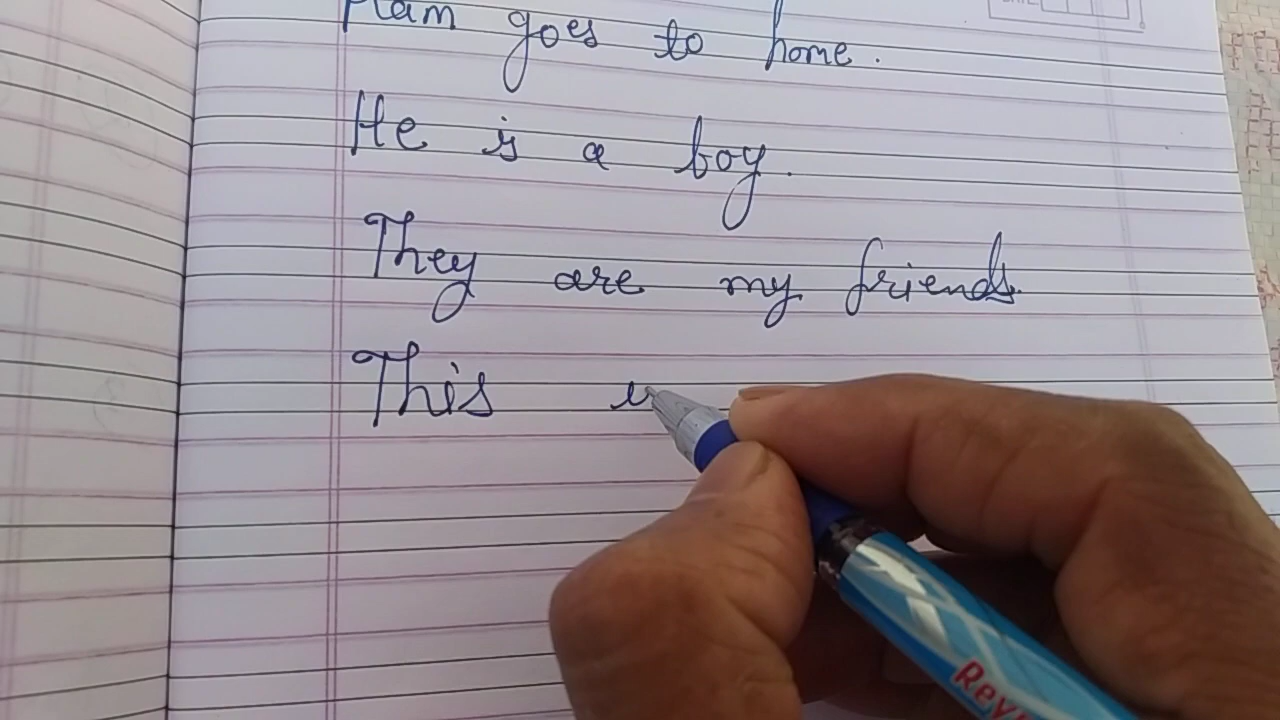 Ram goes to home.
He is a boy.
They are my friends.
This